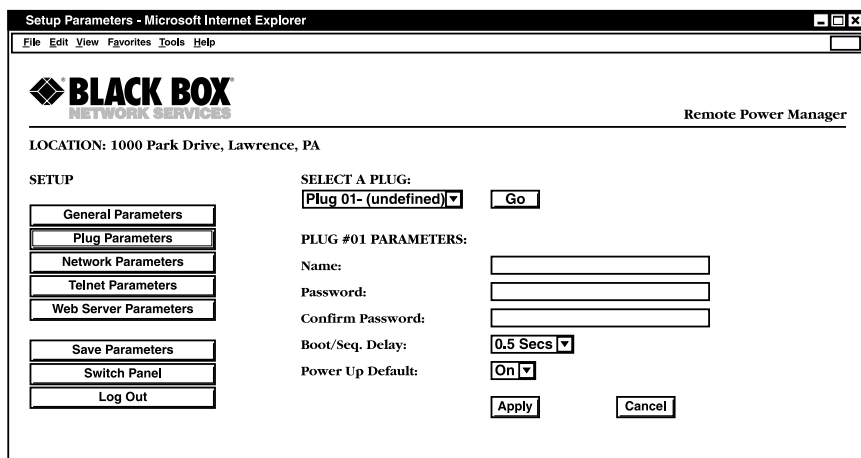 Setup Parameters - Microsoft Internet Explorer
File Edit View Favorites Tools Help
BLACK BOX®
NETWORK SERVICES
Remote Power Manager
LOCATION: 1000 Park Drive, Lawrence, PA
SETUP
General Parameters
Plug Parameters
Network Parameters
Telnet Parameters
Web Server Parameters
Save Parameters
Switch Panel
Log Out
SELECT A PLUG:
Plug 01- (undefined) Go
PLUG #01 PARAMETERS:
Name:
Password:
Confirm Password:
Boot/Seq. Delay: 0.5 Secs
Power Up Default: On
Apply Cancel